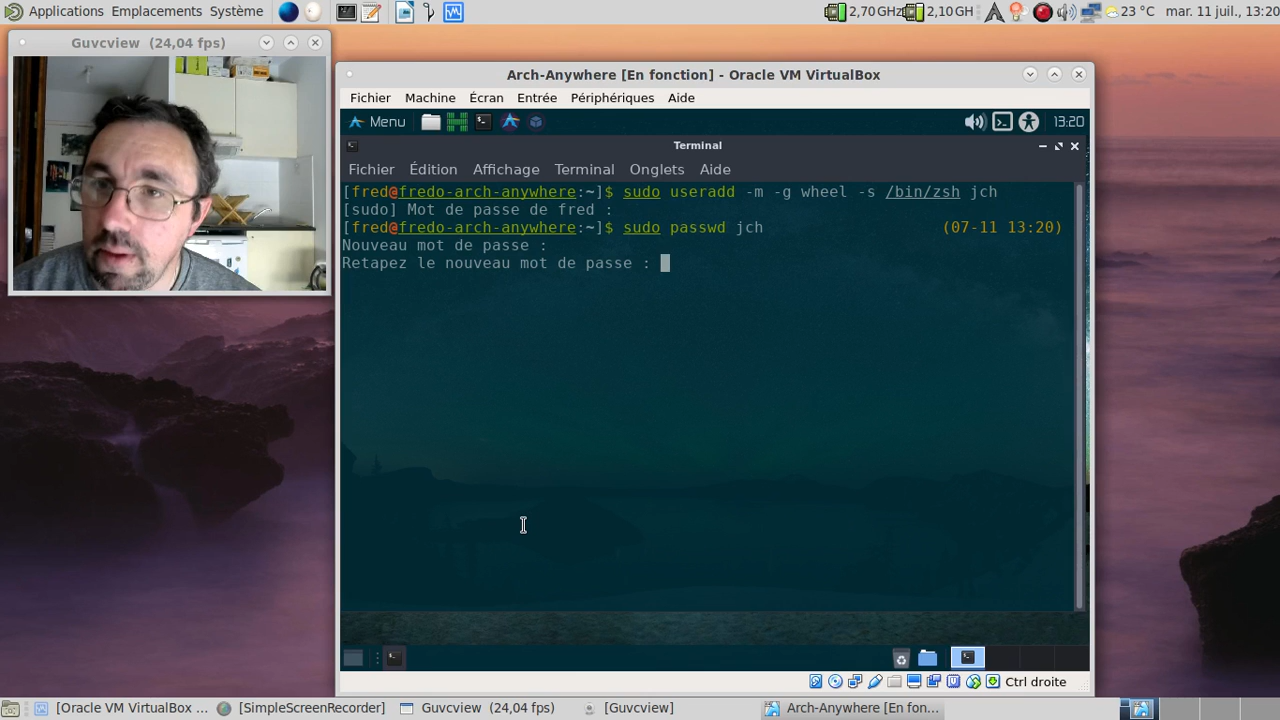 Applications Emplacements Système
2,70 GHz 2,10 GH 23 °C mar. 11 juil., 13:20
Guvcview (24,04 fps)
Arch-Anywhere [En fonction] - Oracle VM VirtualBox
Fichier Machine Écran Entrée Périphériques Aide
Menu 13:20
Terminal
Fichier Édition Affichage Terminal Onglets Aide
[fred@fredo-arch-anywhere:~]$ sudo useradd -m -g wheel -s /bin/zsh jch
[sudo] Mot de passe de fred :
[fred@fredo-arch-anywhere:~]$ sudo passwd jch (07-11 13:20)
Nouveau mot de passe :
Retapez le nouveau mot de passe :
Ctrl droite
[Oracle VM VirtualBox ... [SimpleScreenRecorder] Guvcview (24,04 fps) [Guvcview] Arch-Anywhere [En fon...